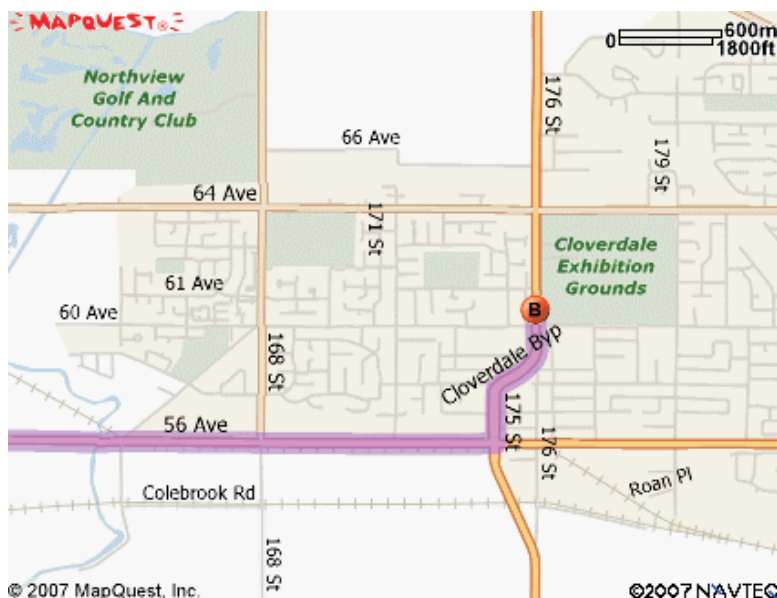 MAPQUEST®
0 600m
1800ft
Northview
Golf And
Country Club
176 St
66 Ave
179 St
64 Ave
171 St
Cloverdale
Exhibition
Grounds
61 Ave
60 Ave
B
Cloverdale Byp
168 St
175 St
56 Ave
176 St
Roan Pl
Colebrook Rd
168 St
© 2007 MapQuest, Inc.
©2007 NAVTEQ